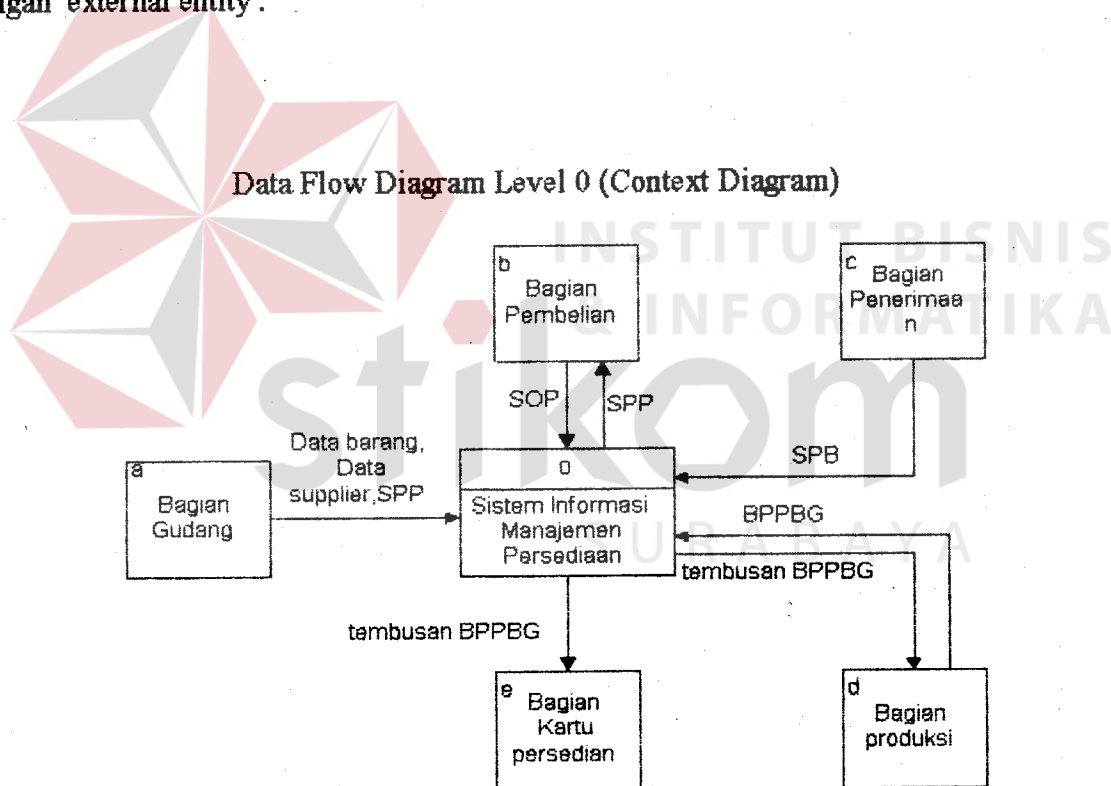 ngan external entity .
Data Flow Diagram Level 0 (Context Diagram)
INSTITUT BISNIS
& INFORMATIKA
stikom
SURABAYA
b
Bagian
Pembelian
c
Bagian
Penerimaa
n
SOP
SPP
Data barang,
Data
supplier,SPP
a
Bagian
Gudang
0
Sistem Informasi
Manajemen
Persediaan
SPB
BPPBG
tembusan BPPBG
tembusan BPPBG
e
Bagian
Kartu
persedian
d
Bagian
produksi